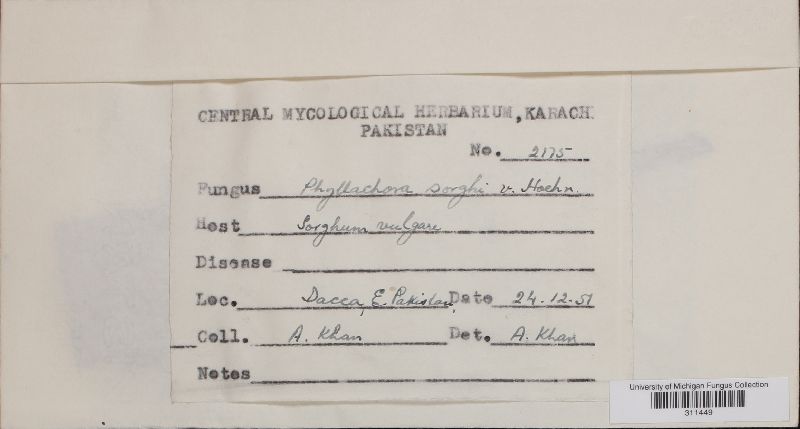 CENTRAL MYCOLOGICAL HERBARIUM, KARACHI
PAKISTAN
No. 2175
Fungus Phyllachora sorghi v. Hoehn.
Host Sorghum vulgare
Disease
Loc. Dacca, E. Pakistan, Date 24.12.51
Coll. A. Khan Det. A. Khan
Notes
University of Michigan Fungus Collection
311449